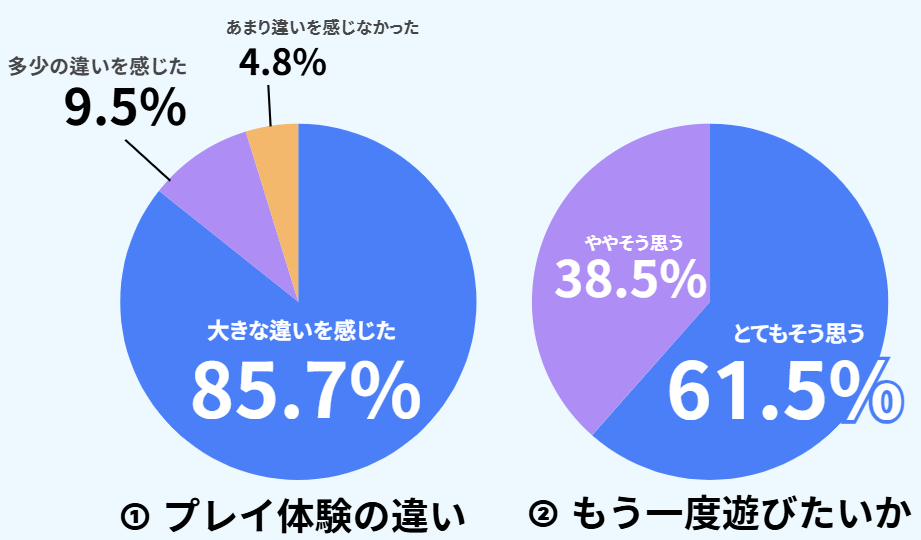 あまり違いを感じなかった
4.8%
多少の違いを感じた
9.5%
大きな違いを感じた
85.7%
① プレイ体験の違い
ややそう思う
38.5%
とてもそう思う
61.5%
② もう一度遊びたいか